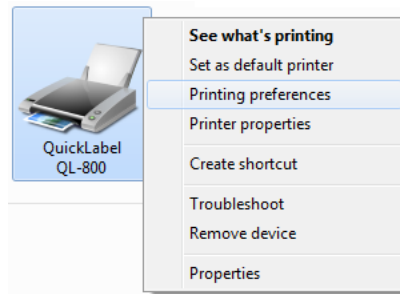 See what's printing
Set as default printer
Printing preferences
Printer properties
QuickLabel
QL-800
Create shortcut
Troubleshoot
Remove device
Properties